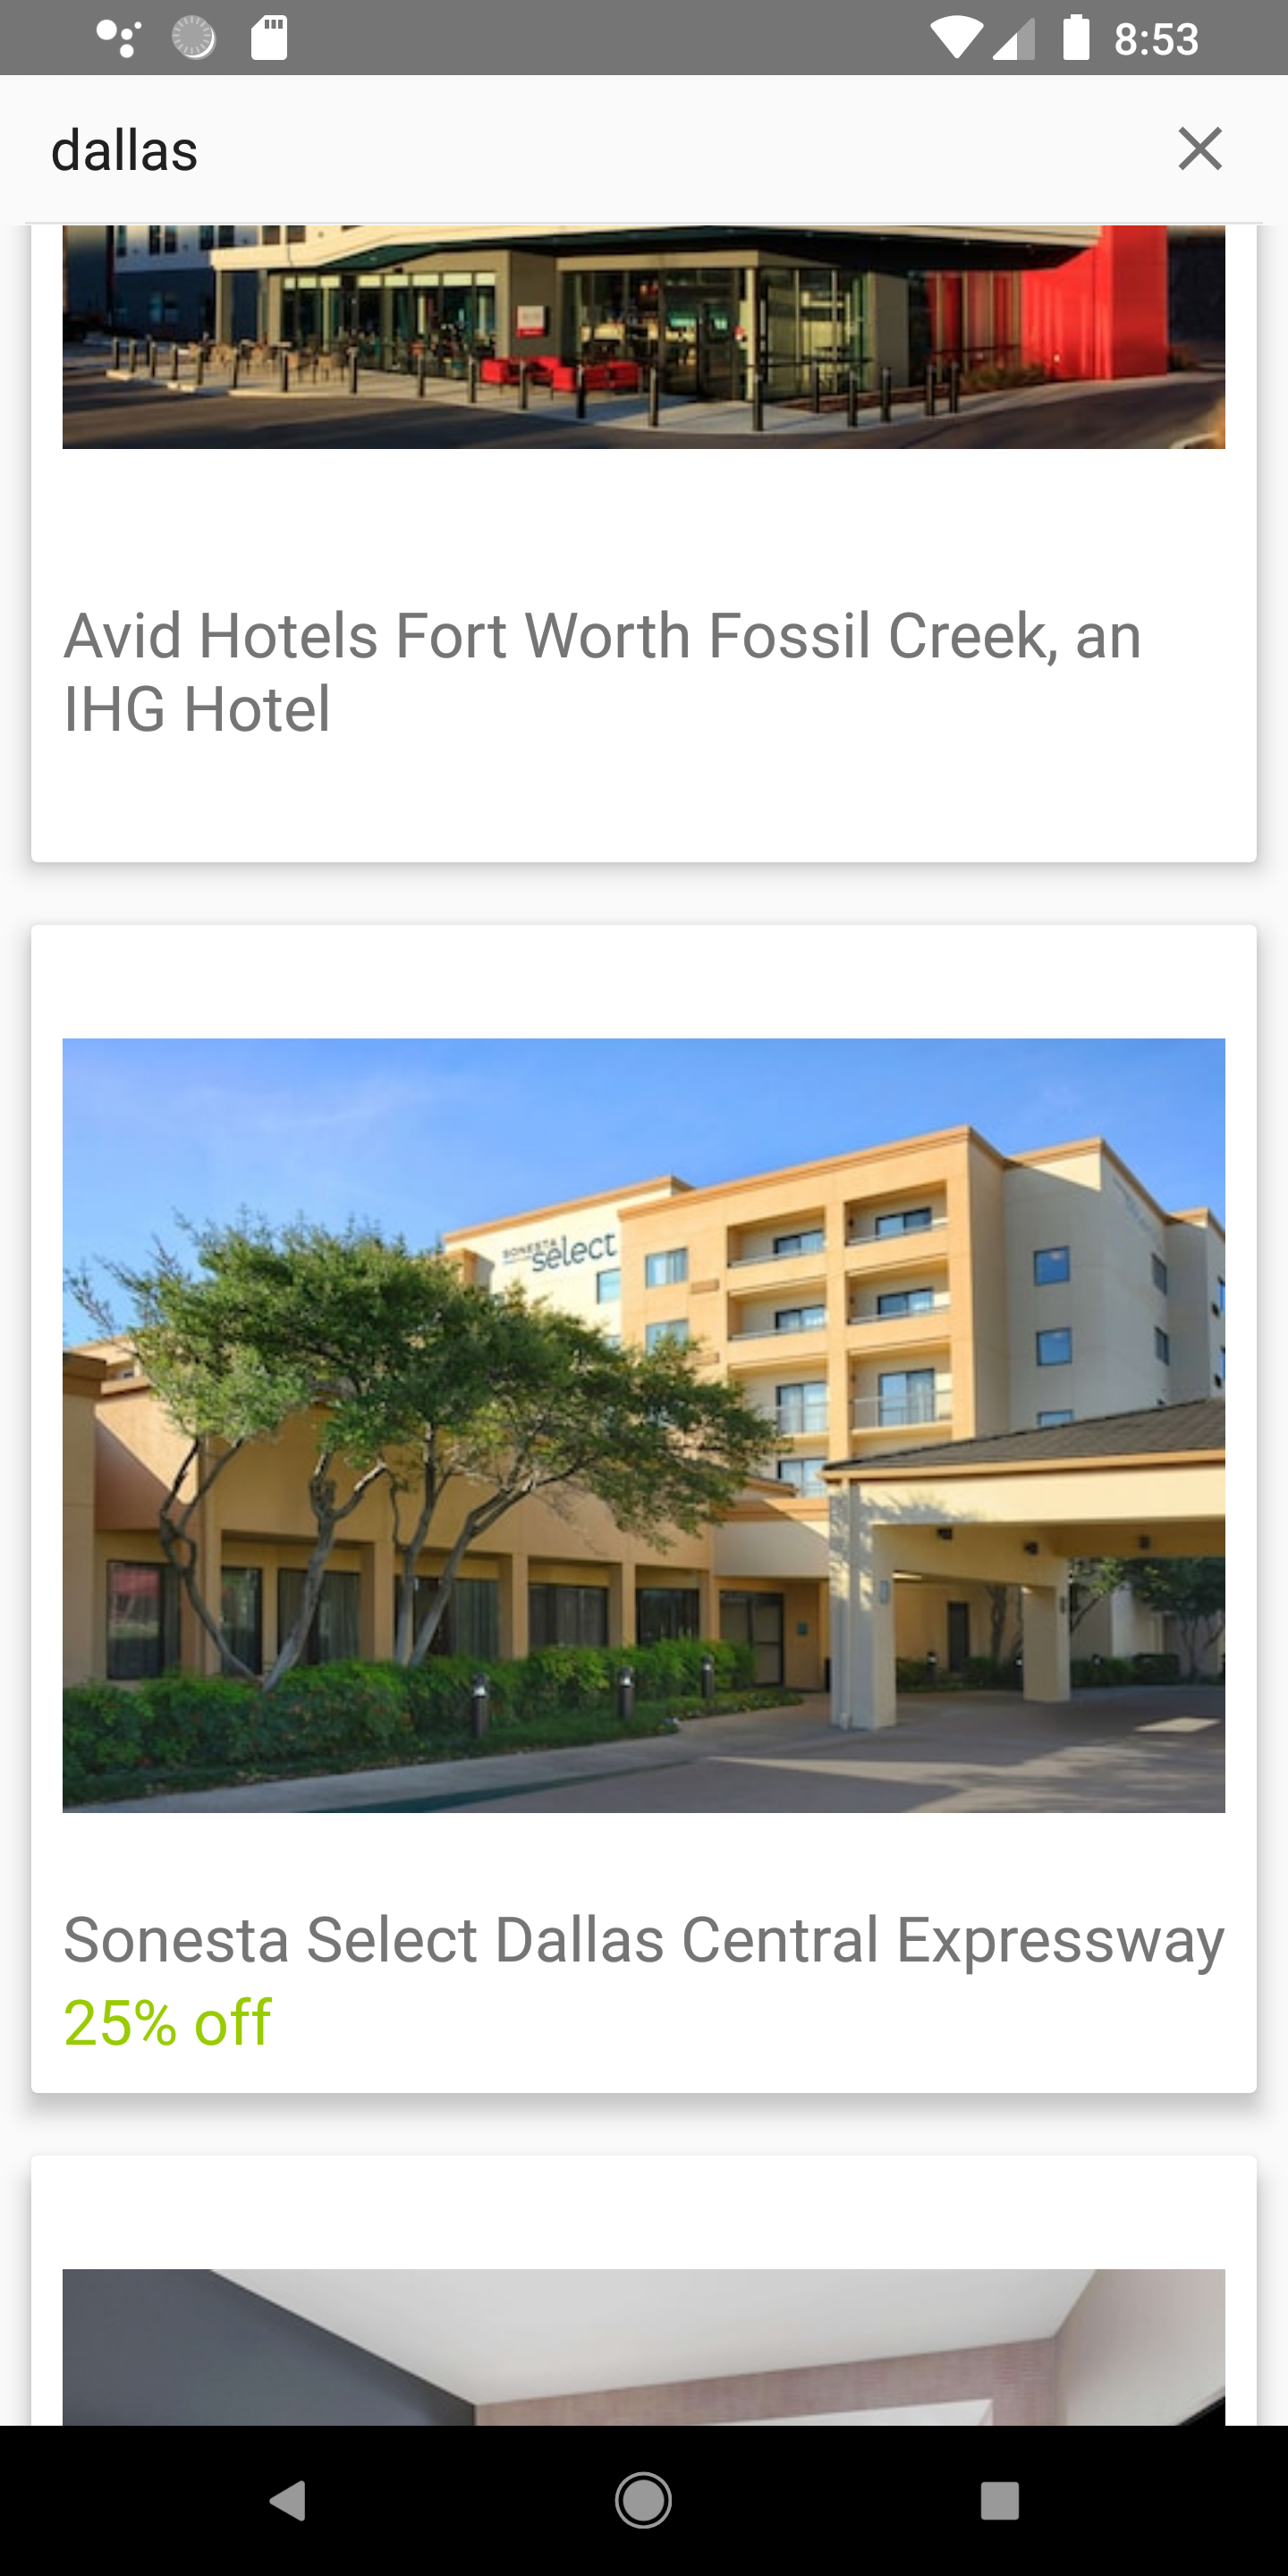 8:53
dallas
Avid Hotels Fort Worth Fossil Creek, an
IHG Hotel
SONESTA
select
Sonesta Select Dallas Central Expressway
25% off